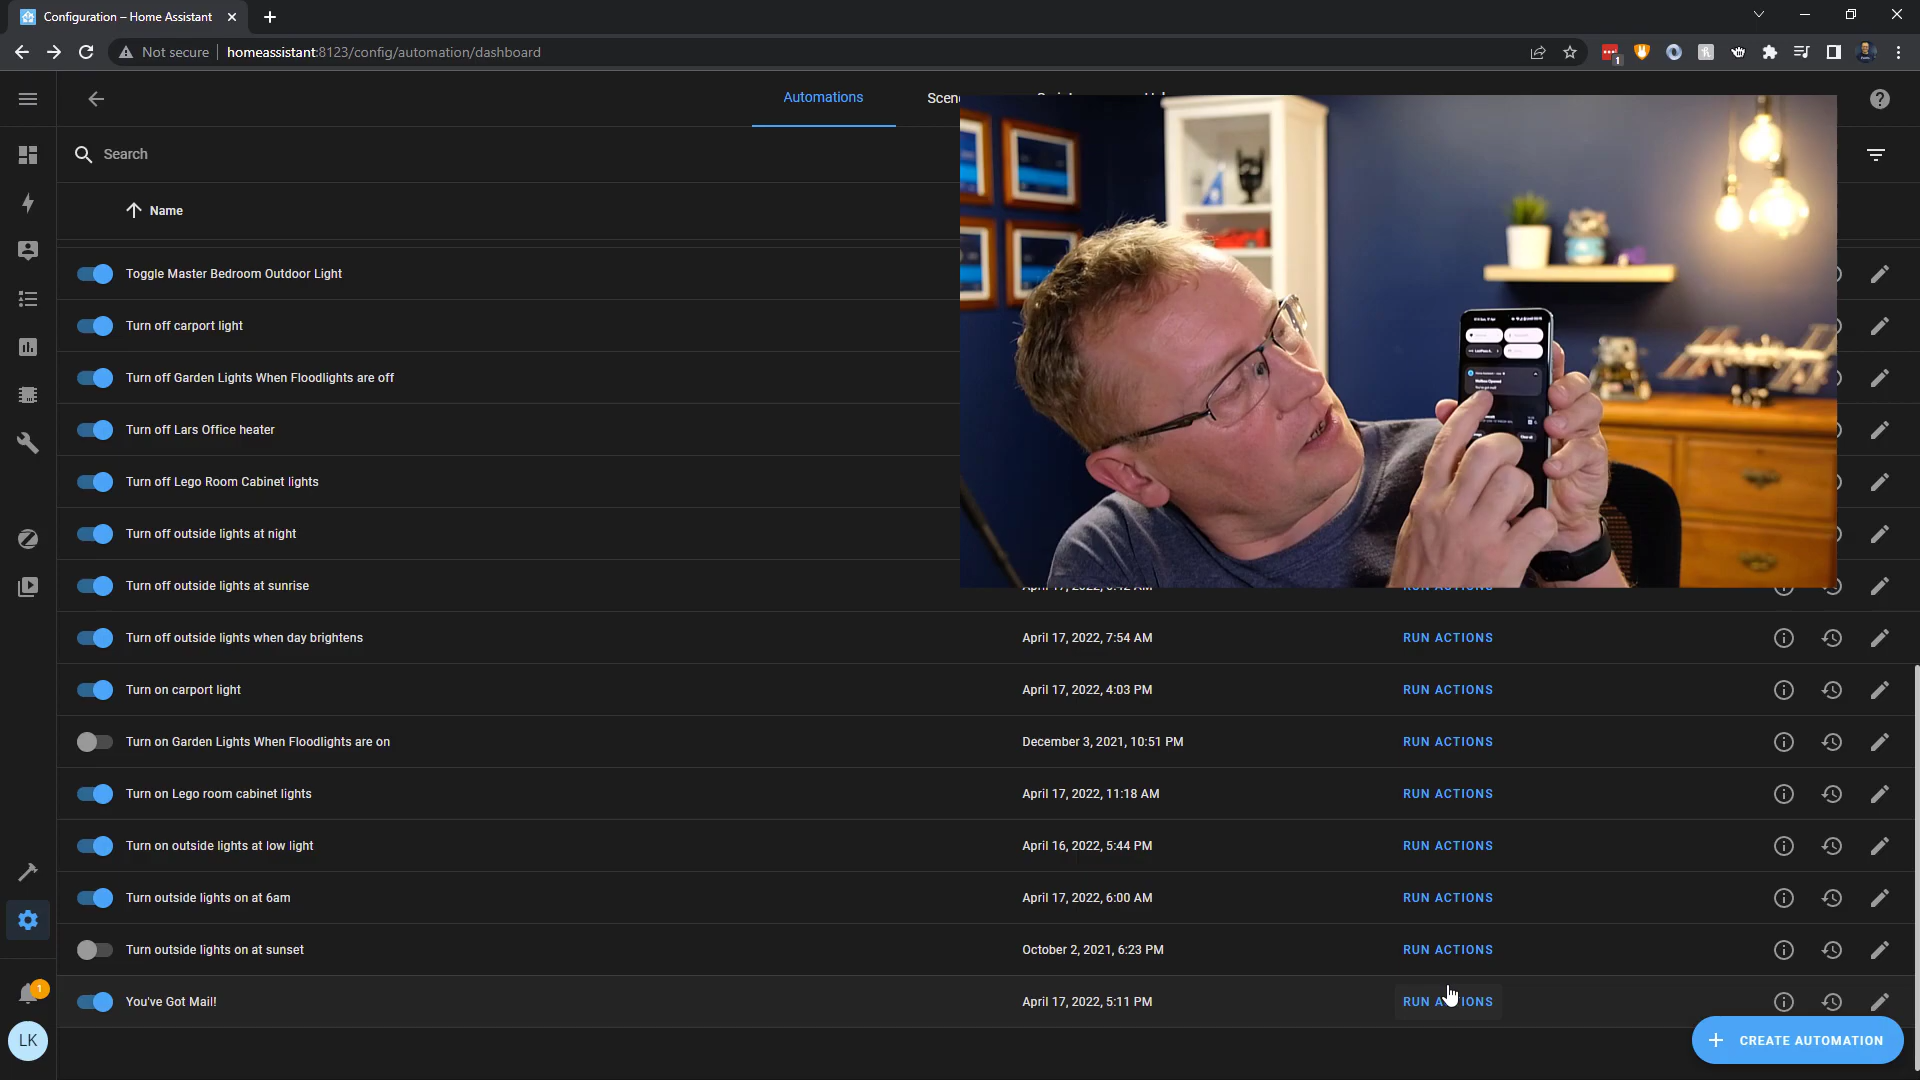 Configuration – Home Assistant
Not secure
homeassistant:8123/config/automation/dashboard
1
Automations
Search
Name
Toggle Master Bedroom Outdoor Light
Turn off carport light
Turn off Garden Lights When Floodlights are off
Turn off Lars Office heater
Turn off Lego Room Cabinet lights
Turn off outside lights at night
Turn off outside lights at sunrise
Turn off outside lights when day brightens April 17, 2022, 7:54 AM RUN ACTIONS
Turn on carport light April 17, 2022, 4:03 PM RUN ACTIONS
Turn on Garden Lights When Floodlights are on December 3, 2021, 10:51 PM RUN ACTIONS
Turn on Lego room cabinet lights April 17, 2022, 11:18 AM RUN ACTIONS
Turn on outside lights at low light April 16, 2022, 5:44 PM RUN ACTIONS
Turn outside lights on at 6am April 17, 2022, 6:00 AM RUN ACTIONS
Turn outside lights on at sunset October 2, 2021, 6:23 PM RUN ACTIONS
1
You've Got Mail! April 17, 2022, 5:11 PM RUN ACTIONS
LK
CREATE AUTOMATION